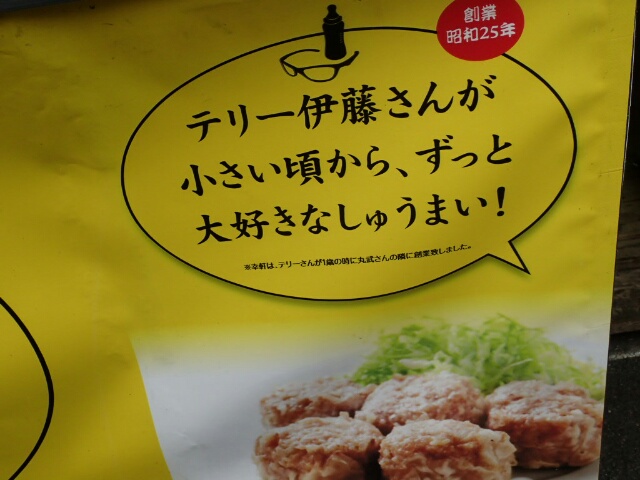 創業
昭和25年
テリー伊藤さんが
小さい頃から、ずっと
大好きなしゅうまい!
※幸軒は、テリーさんが1歳の時に丸武さんの隣に創業致しました。